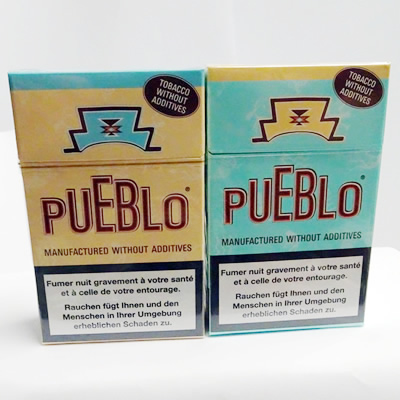 TOBACCO
WITHOUT
ADDITIVES
PUEBLO®
MANUFACTURED WITHOUT ADDITIVES
Fumer nuit gravement à votre santé
et à celle de votre entourage.
Rauchen fügt Ihnen und den
Menschen in Ihrer Umgebung
erheblichen Schaden zu.
TOBACCO
WITHOUT
ADDITIVES
PUEBLO®
MANUFACTURED WITHOUT ADDITIVES
Fumer nuit gravement à votre santé
et à celle de votre entourage.
Rauchen fügt Ihnen und den
Menschen in Ihrer Umgebung
erheblichen Schaden zu.